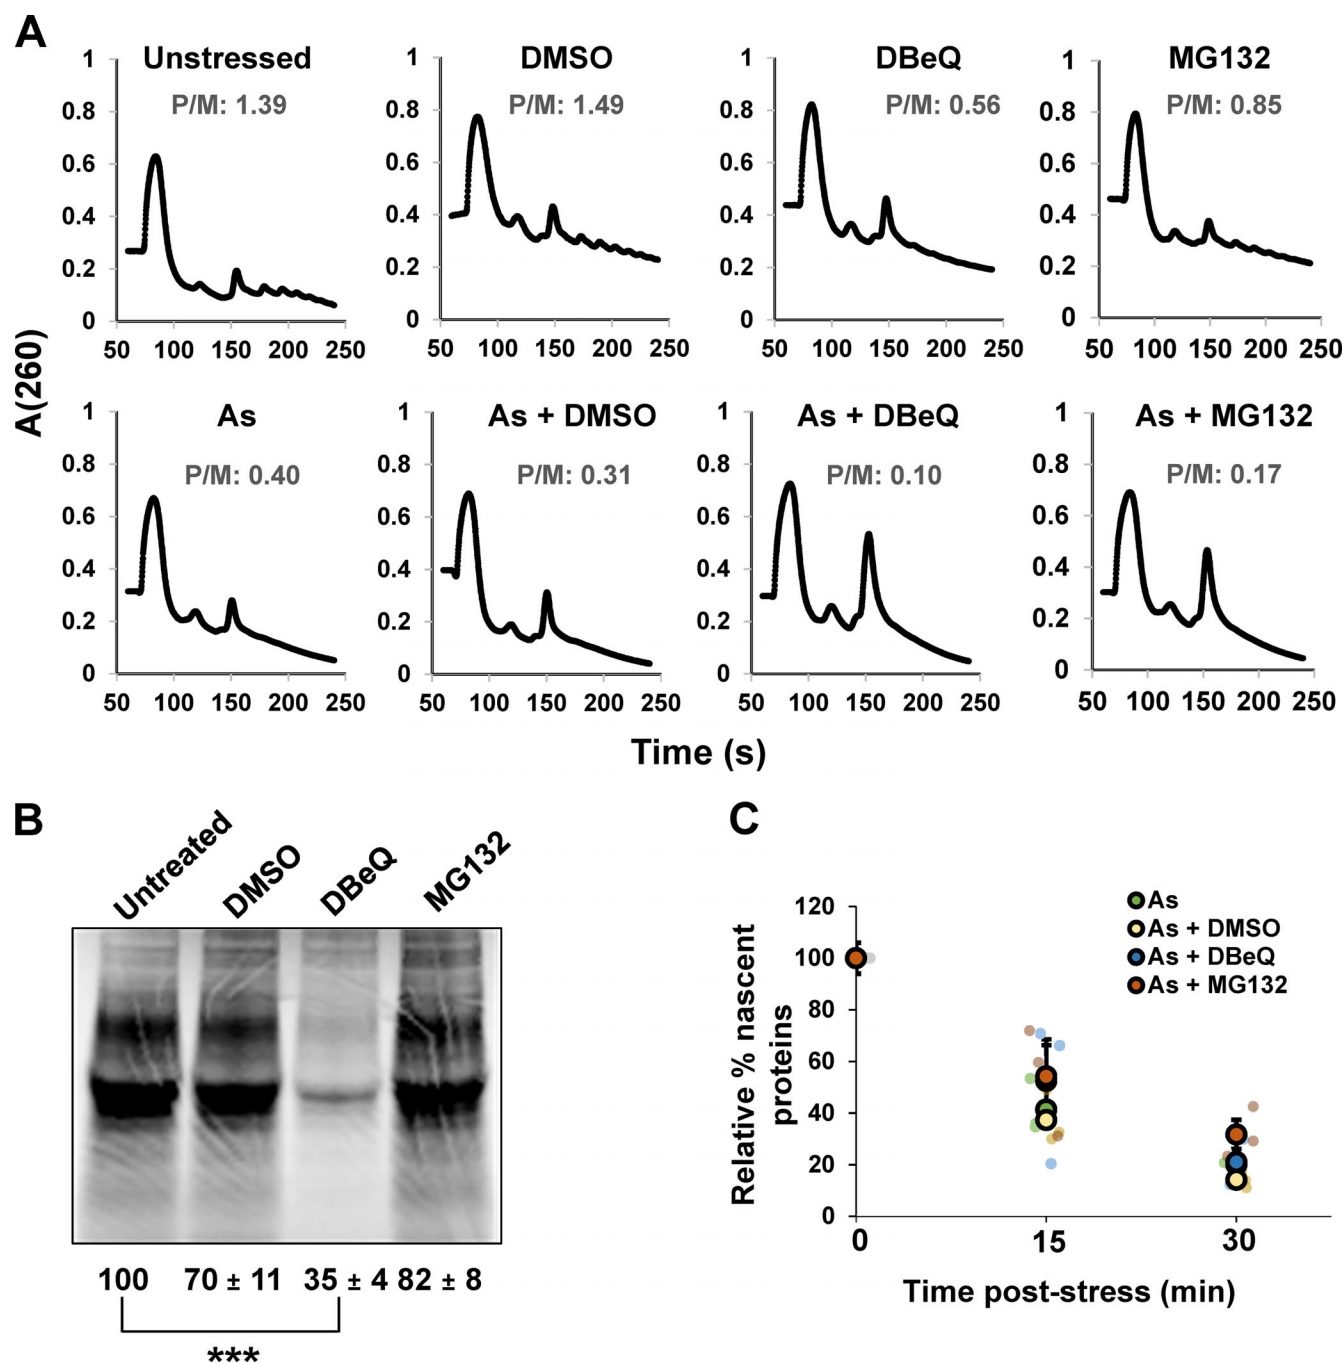 A
Unstressed
P/M: 1.39
1
0.8
0.6
0.4
0.2
0
50 100 150 200 250
DMSO
P/M: 1.49
1
0.8
0.6
0.4
0.2
0
50 100 150 200 250
DBeQ
P/M: 0.56
1
0.8
0.6
0.4
0.2
0
50 100 150 200 250
MG132
P/M: 0.85
1
0.8
0.6
0.4
0.2
0
50 100 150 200 250
A(260)
As
P/M: 0.40
1
0.8
0.6
0.4
0.2
0
50 100 150 200 250
As + DMSO
P/M: 0.31
1
0.8
0.6
0.4
0.2
0
50 100 150 200 250
As + DBeQ
P/M: 0.10
1
0.8
0.6
0.4
0.2
0
50 100 150 200 250
As + MG132
P/M: 0.17
1
0.8
0.6
0.4
0.2
0
50 100 150 200 250
Time (s)
B
Untreated
DMSO
DBeQ
MG132
100 70 ± 11 35 ± 4 82 ± 8
***
C
As
As + DMSO
As + DBeQ
As + MG132
Relative % nascent
proteins
120
100
80
60
40
20
0
0 15 30
Time post-stress (min)